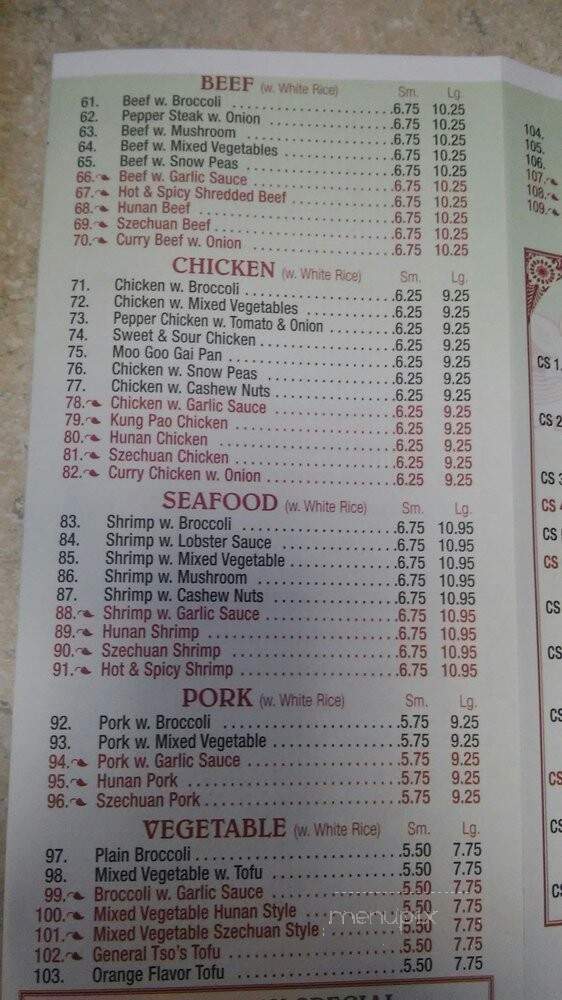 BEEF (w. White Rice) Sm. Lg.
61. Beef w. Broccoli ..........6.75 10.25
62. Pepper Steak w. Onion ..........6.75 10.25
63. Beef w. Mushroom ..........6.75 10.25
64. Beef w. Mixed Vegetables ..........6.75 10.25
65. Beef w. Snow Peas ..........6.75 10.25
66. Beef w. Garlic Sauce ..........6.75 10.25
67. Hot & Spicy Shredded Beef ..........6.75 10.25
68. Hunan Beef ..........6.75 10.25
69. Szechuan Beef ..........6.75 10.25
70. Curry Beef w. Onion ..........6.75 10.25
CHICKEN (w. White Rice) Sm. Lg.
71. Chicken w. Broccoli ..........6.25 9.25
72. Chicken w. Mixed Vegetables ..........6.25 9.25
73. Pepper Chicken w. Tomato & Onion ..........6.25 9.25
74. Sweet & Sour Chicken ..........6.25 9.25
75. Moo Goo Gai Pan ..........6.25 9.25
76. Chicken w. Snow Peas ..........6.25 9.25
77. Chicken w. Cashew Nuts ..........6.25 9.25
78. Chicken w. Garlic Sauce ..........6.25 9.25
79. Kung Pao Chicken ..........6.25 9.25
80. Hunan Chicken ..........6.25 9.25
81. Szechuan Chicken ..........6.25 9.25
82. Curry Chicken w. Onion ..........6.25 9.25
SEAFOOD (w. White Rice) Sm. Lg.
83. Shrimp w. Broccoli ..........6.75 10.95
84. Shrimp w. Lobster Sauce ..........6.75 10.95
85. Shrimp w. Mixed Vegetable ..........6.75 10.95
86. Shrimp w. Mushroom ..........6.75 10.95
87. Shrimp w. Cashew Nuts ..........6.75 10.95
88. Shrimp w. Garlic Sauce ..........6.75 10.95
89. Hunan Shrimp ..........6.75 10.95
90. Szechuan Shrimp ..........6.75 10.95
91. Hot & Spicy Shrimp ..........6.75 10.95
PORK (w. White Rice) Sm. Lg.
92. Pork w. Broccoli ..........5.75 9.25
93. Pork w. Mixed Vegetable ..........5.75 9.25
94. Pork w. Garlic Sauce ..........5.75 9.25
95. Hunan Pork ..........5.75 9.25
96. Szechuan Pork ..........5.75 9.25
VEGETABLE (w. White Rice) Sm. Lg.
97. Plain Broccoli ..........5.50 7.75
98. Mixed Vegetable w. Tofu ..........5.50 7.75
99. Broccoli w. Garlic Sauce ..........5.50 7.75
100. Mixed Vegetable Hunan Style ..........5.50 7.75
101. Mixed Vegetable Szechuan Style ..........5.50 7.75
102. General Tso's Tofu ..........5.50 7.75
103. Orange Flavor Tofu ..........5.50 7.75
menupix
104.
105.
106.
107.
108.
109.
CS 1.
CS 2
CS 3
CS
CS
CS
CS
CS
CS
CS
CS